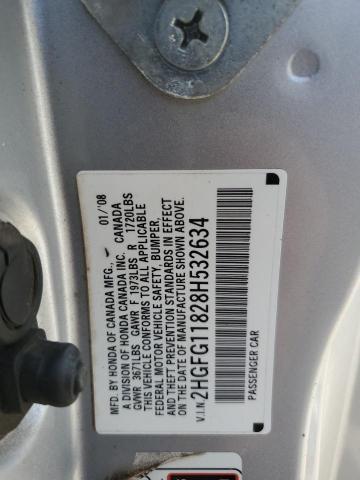 MFD. BY HONDA OF CANADA MFG., 01/'08
A DIVISION OF HONDA CANADA INC. CANADA
GVWR 3671LBS GAWR F 1973LBS R 1720LBS
THIS VEHICLE CONFORMS TO ALL APPLICABLE
FEDERAL MOTOR VEHICLE SAFETY, BUMPER,
AND THEFT PREVENTION STANDARDS IN EFFECT
ON THE DATE OF MANUFACTURE SHOWN ABOVE.
V.I.N. 2HGFG11828H532634
PASSENGER CAR